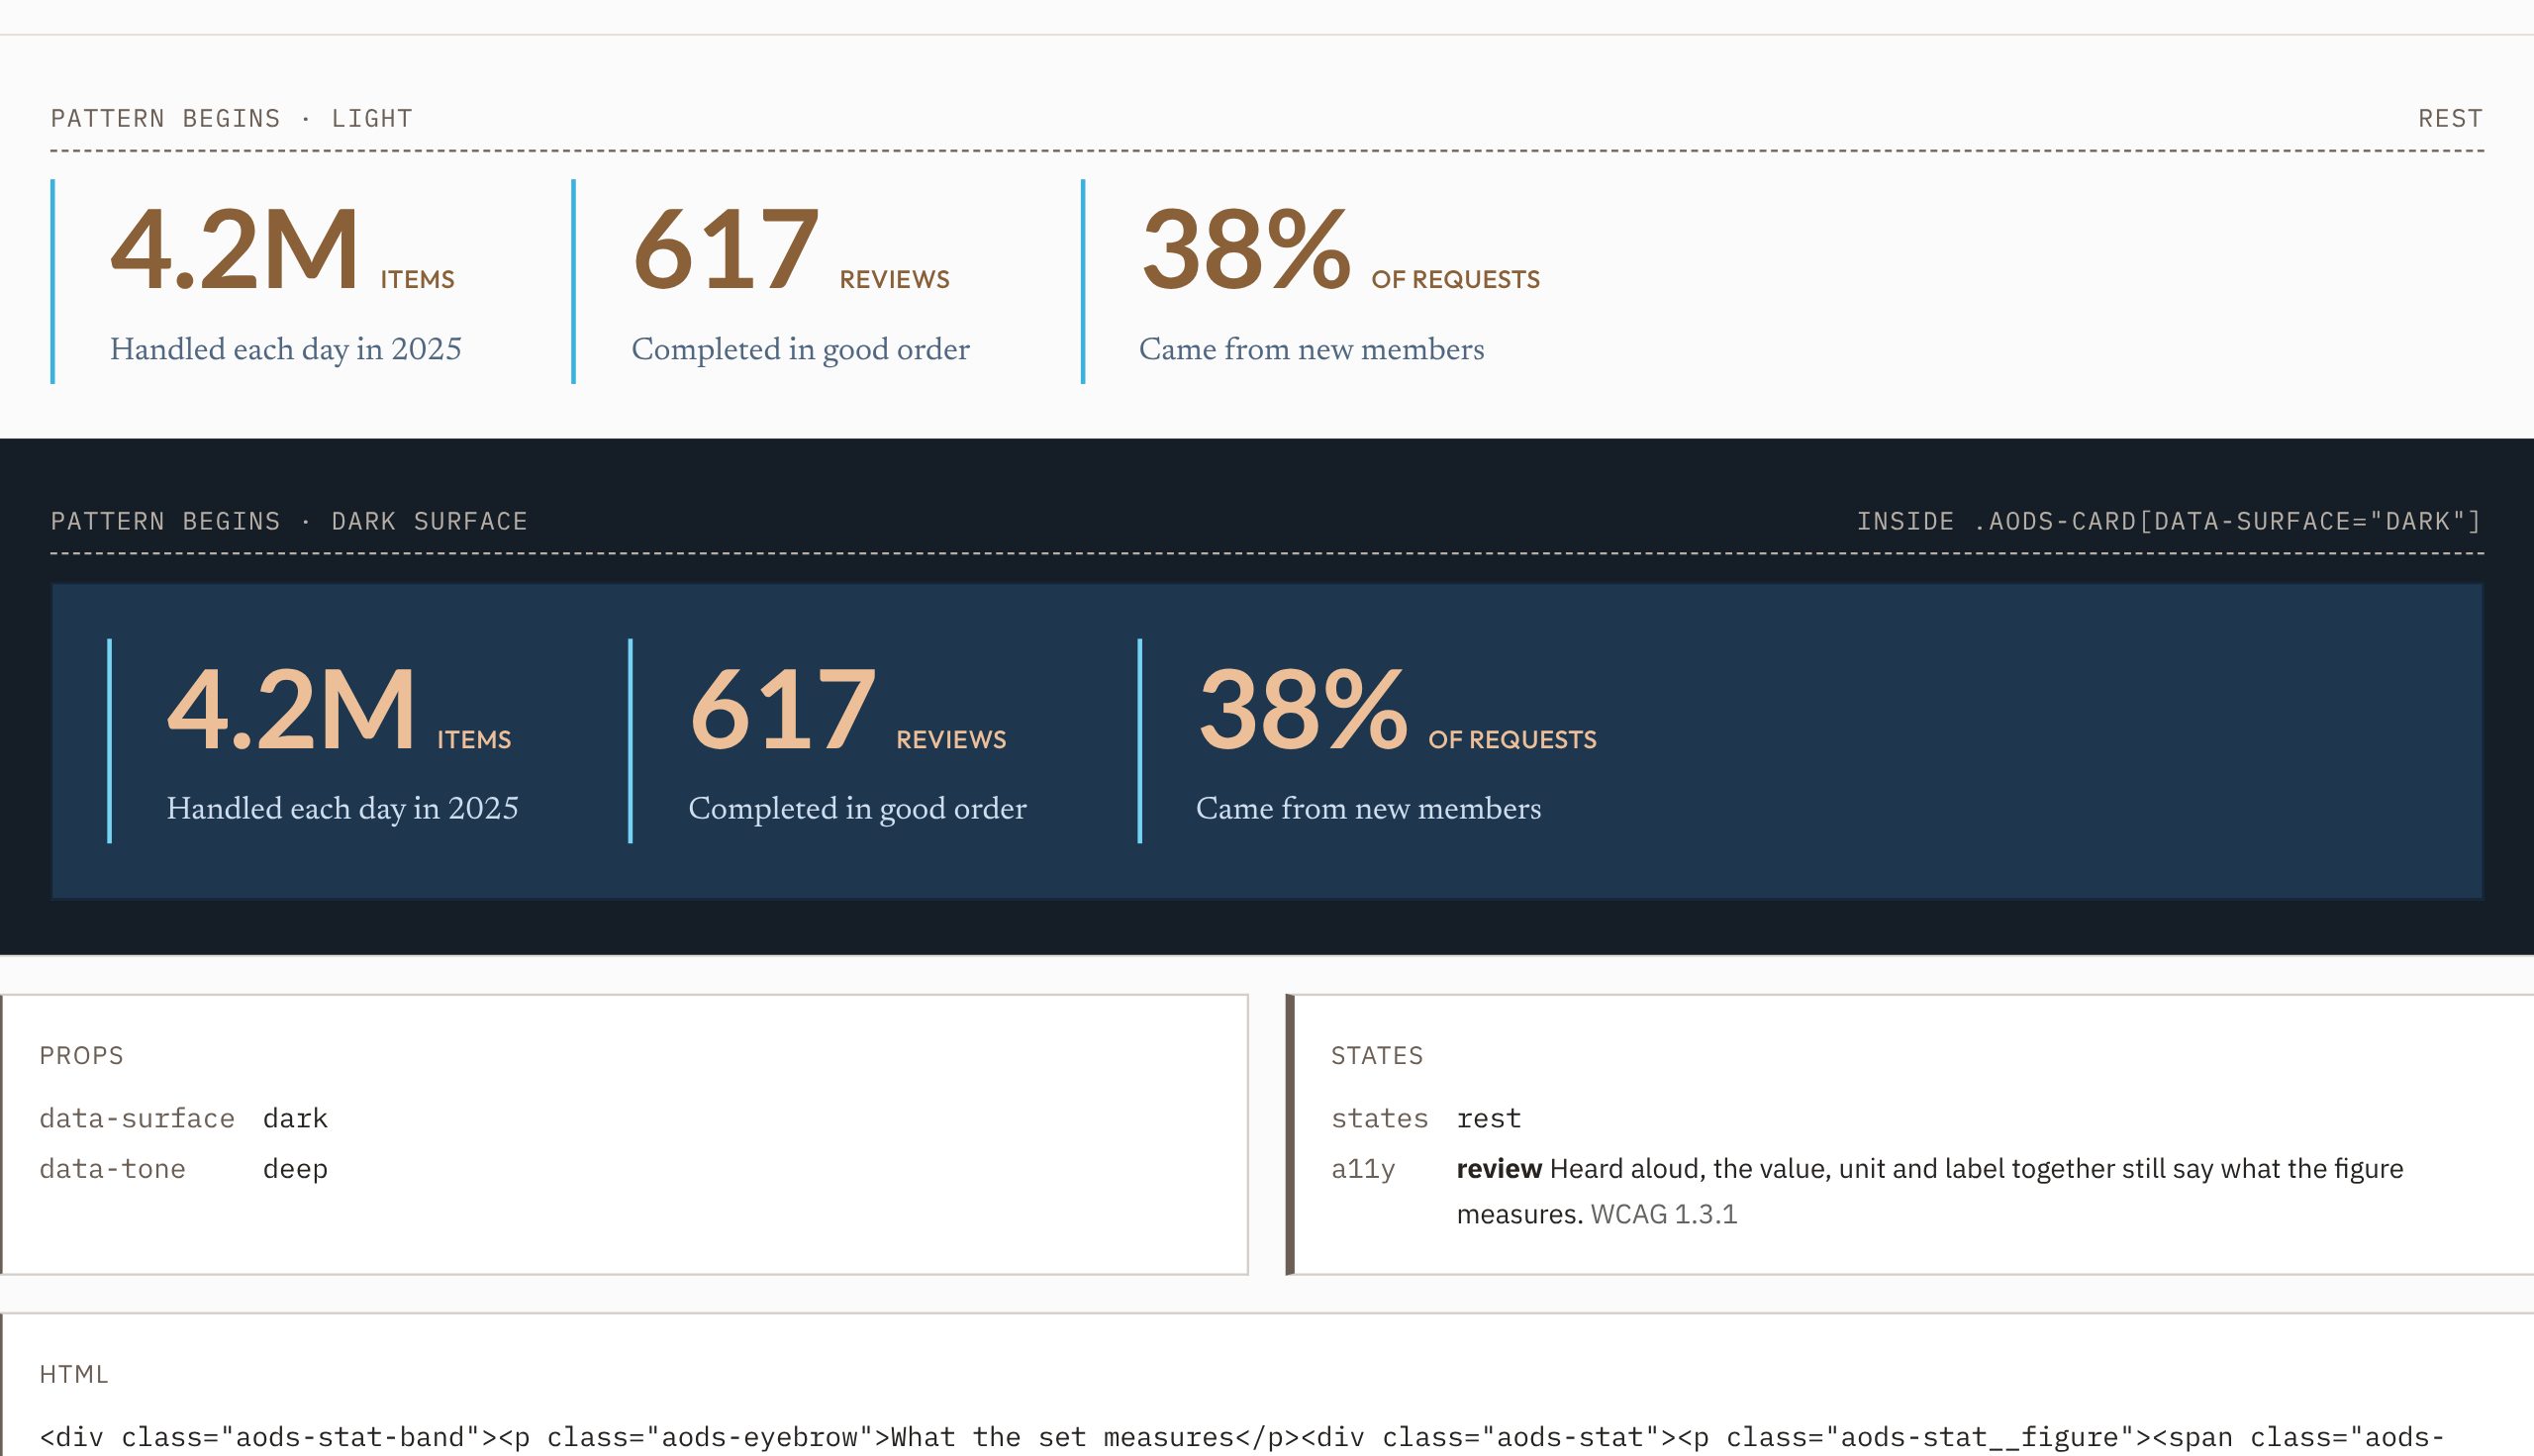 PATTERN BEGINS · LIGHT
REST
4.2M ITEMS
Handled each day in 2025
617 REVIEWS
Completed in good order
38% OF REQUESTS
Came from new members
PATTERN BEGINS · DARK SURFACE
INSIDE .AODS-CARD[DATA-SURFACE="DARK"]
4.2M ITEMS
Handled each day in 2025
617 REVIEWS
Completed in good order
38% OF REQUESTS
Came from new members
PROPS
data-surface dark
data-tone deep
STATES
states rest
a11y review Heard aloud, the value, unit and label together still say what the figure
measures. WCAG 1.3.1
HTML
<div class="aods-stat-band"><p class="aods-eyebrow">What the set measures</p><div class="aods-stat"><p class="aods-stat__figure"><span class="aods-